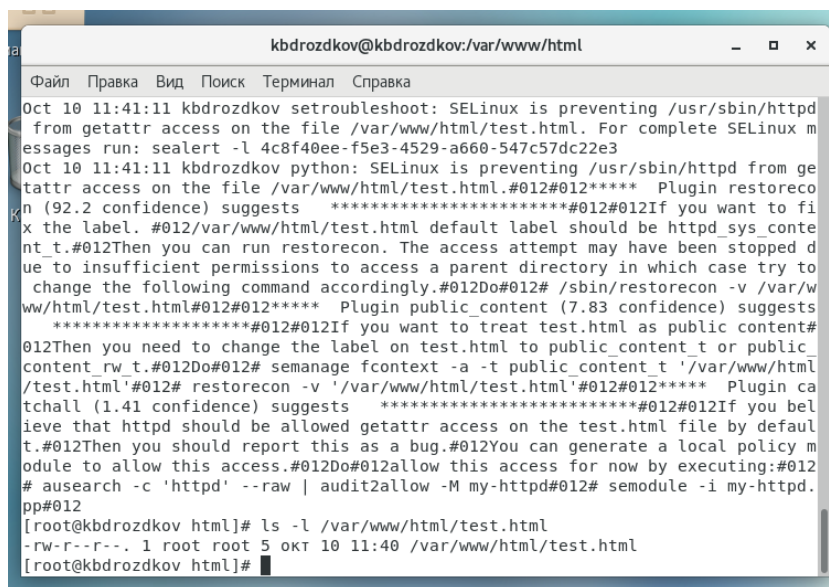 kbdrozdkov@kbdrozdkov:/var/www/html
Файл Правка Вид Поиск Терминал Справка
Oct 10 11:41:11 kbdrozdkov setroubleshoot: SELinux is preventing /usr/sbin/httpd
 from getattr access on the file /var/www/html/test.html. For complete SELinux m
essages run: sealert -l 4c8f40ee-f5e3-4529-a660-547c57dc22e3
Oct 10 11:41:11 kbdrozdkov python: SELinux is preventing /usr/sbin/httpd from ge
tattr access on the file /var/www/html/test.html.#012#012*****  Plugin restoreco
n (92.2 confidence) suggests   ************************#012#012If you want to fi
x the label. #012/var/www/html/test.html default label should be httpd_sys_conte
nt_t.#012Then you can run restorecon. The access attempt may have been stopped d
ue to insufficient permissions to access a parent directory in which case try to
 change the following command accordingly.#012Do#012# /sbin/restorecon -v /var/w
ww/html/test.html#012#012*****  Plugin public_content (7.83 confidence) suggests
   ********************#012#012If you want to treat test.html as public content#
012Then you need to change the label on test.html to public_content_t or public_
content_rw_t.#012Do#012# semanage fcontext -a -t public_content_t '/var/www/html
/test.html'#012# restorecon -v '/var/www/html/test.html'#012#012*****  Plugin ca
tchall (1.41 confidence) suggests   **************************#012#012If you bel
ieve that httpd should be allowed getattr access on the test.html file by defaul
t.#012Then you should report this as a bug.#012You can generate a local policy m
odule to allow this access.#012Do#012allow this access for now by executing:#012
# ausearch -c 'httpd' --raw | audit2allow -M my-httpd#012# semodule -i my-httpd.
pp#012
[root@kbdrozdkov html]# ls -l /var/www/html/test.html
-rw-r--r--. 1 root root 5 окт 10 11:40 /var/www/html/test.html
[root@kbdrozdkov html]#